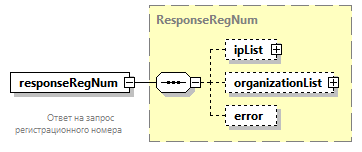 ResponseRegNum
ipList
responseRegNum
organizationList
Ответ на запрос
регистрационного номера
error